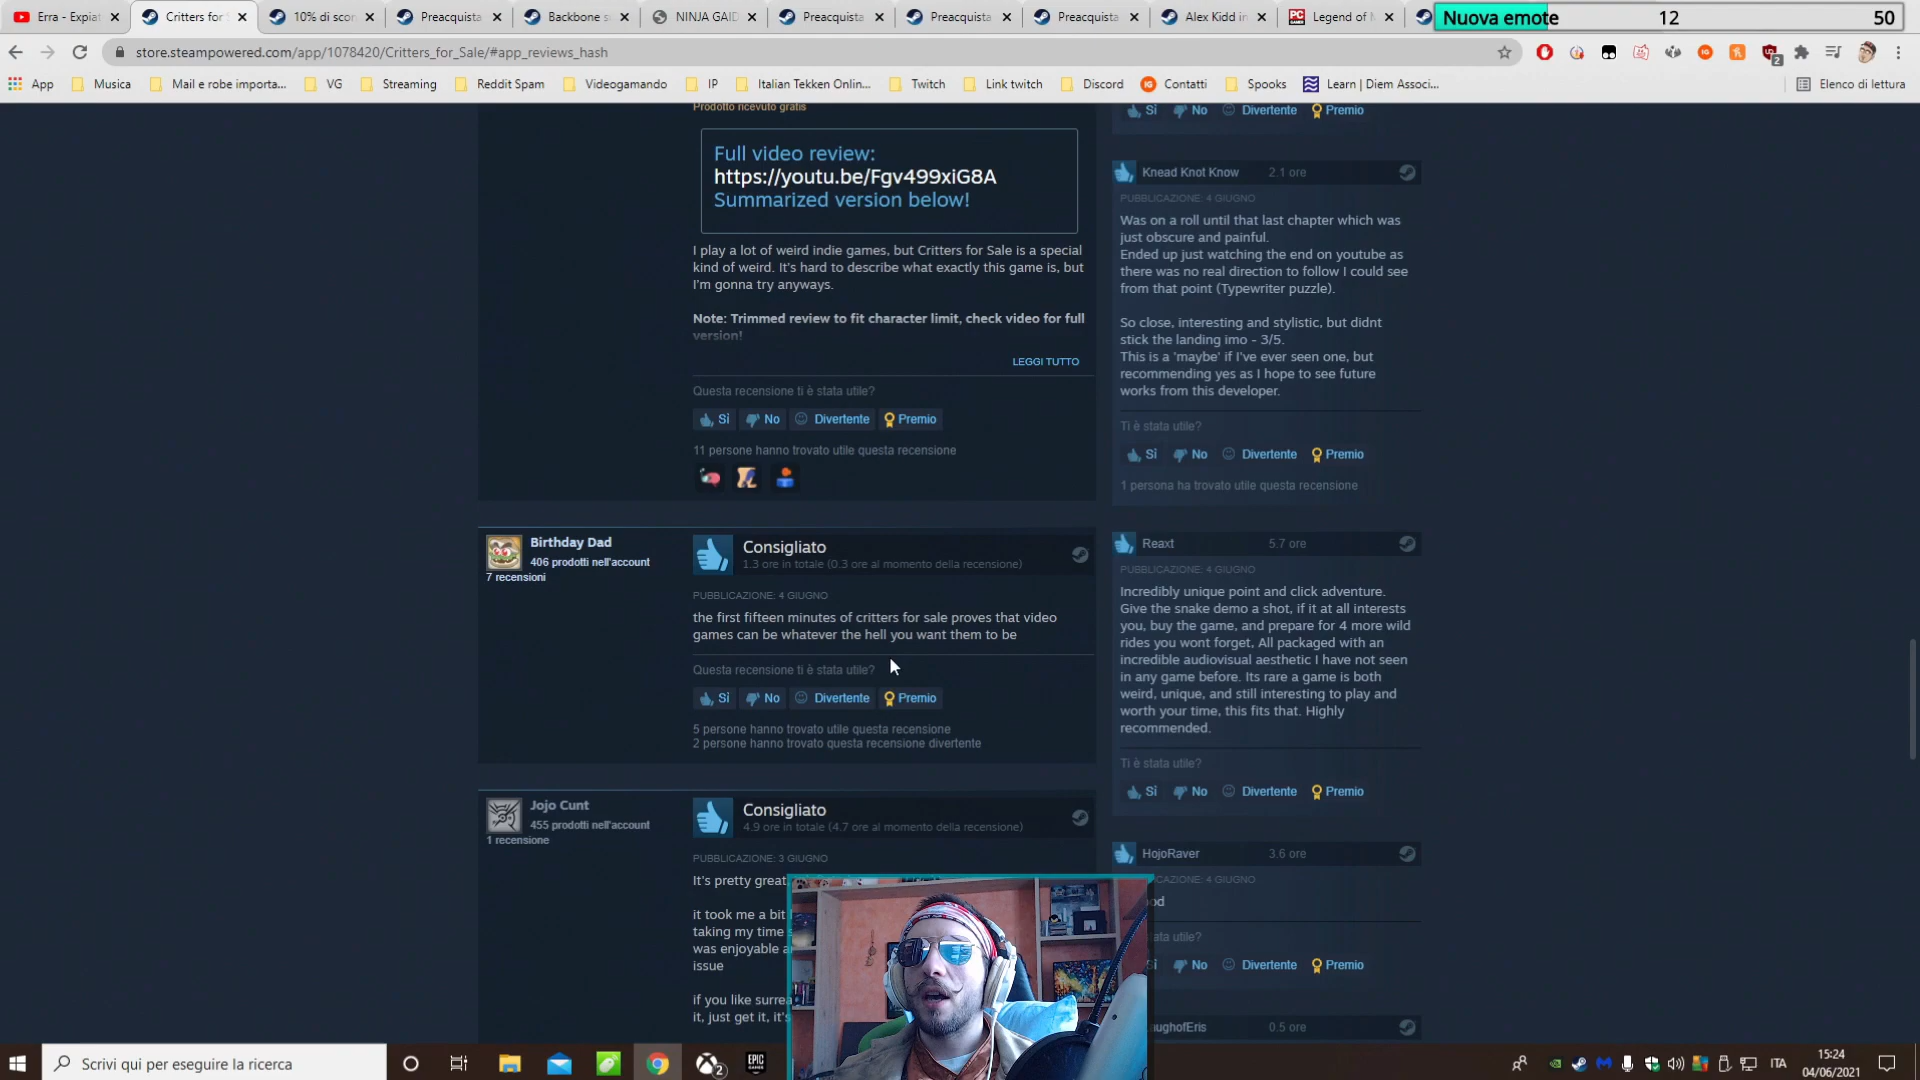 Erra - Expiat
Critters for S
10% di scon
Preacquista
Backbone su
NINJA GAID
Preacquista
Preacquista
Preacquista
Alex Kidd in
Legend of M
Nuova emote 12 50
store.steampowered.com/app/1078420/Critters_for_Sale/#app_reviews_hash
App
Musica
Mail e robe importa...
VG
Streaming
Reddit Spam
Videogamando
IP
Italian Tekken Onlin...
Twitch
Link twitch
Discord
Contatti
Spooks
Learn | Diem Associ...
Elenco di lettura
Prodotto ricevuto gratis
Full video review:
https://youtu.be/Fgv499xiG8A
Summarized version below!
I play a lot of weird indie games, but Critters for Sale is a special
kind of weird. It's hard to describe what exactly this game is, but
I'm gonna try anyways.
Note: Trimmed review to fit character limit, check video for full
version!
LEGGI TUTTO
Questa recensione ti è stata utile?
Sì No Divertente Premio
11 persone hanno trovato utile questa recensione
Birthday Dad
406 prodotti nell'account
7 recensioni
Consigliato
1.3 ore in totale (0.3 ore al momento della recensione)
PUBBLICAZIONE: 4 GIUGNO
the first fifteen minutes of critters for sale proves that video
games can be whatever the hell you want them to be
Questa recensione ti è stata utile?
Sì No Divertente Premio
5 persone hanno trovato utile questa recensione
2 persone hanno trovato questa recensione divertente
Jojo Cunt
455 prodotti nell'account
1 recensione
Consigliato
4.9 ore in totale (4.7 ore al momento della recensione)
PUBBLICAZIONE: 3 GIUGNO
It's pretty great,
it took me a bit
taking my time
was enjoyable a
issue
if you like surrea
it, just get it, it's
Sì No Divertente Premio
Knead Knot Know 2.1 ore
PUBBLICAZIONE: 4 GIUGNO
Was on a roll until that last chapter which was
just obscure and painful.
Ended up just watching the end on youtube as
there was no real direction to follow I could see
from that point (Typewriter puzzle).
So close, interesting and stylistic, but didnt
stick the landing imo - 3/5.
This is a 'maybe' if I've ever seen one, but
recommending yes as I hope to see future
works from this developer.
Ti è stata utile?
Sì No Divertente Premio
1 persona ha trovato utile questa recensione
Reaxt 5.7 ore
PUBBLICAZIONE: 4 GIUGNO
Incredibly unique point and click adventure.
Give the snake demo a shot, if it at all interests
you, buy the game, and prepare for 4 more wild
rides you wont forget, All packaged with an
incredible audiovisual aesthetic I have not seen
in any game before. Its rare a game is both
weird, unique, and still interesting to play and
worth your time, this fits that. Highly
recommended.
Ti è stata utile?
Sì No Divertente Premio
HojoRaver 3.6 ore
CAZIONE: 4 GIUGNO
ood
stata utile?
Sì No Divertente Premio
aughofEris 0.5 ore
Scrivi qui per eseguire la ricerca
2
EPIC GAMES
ITA
15:24
04/06/2021